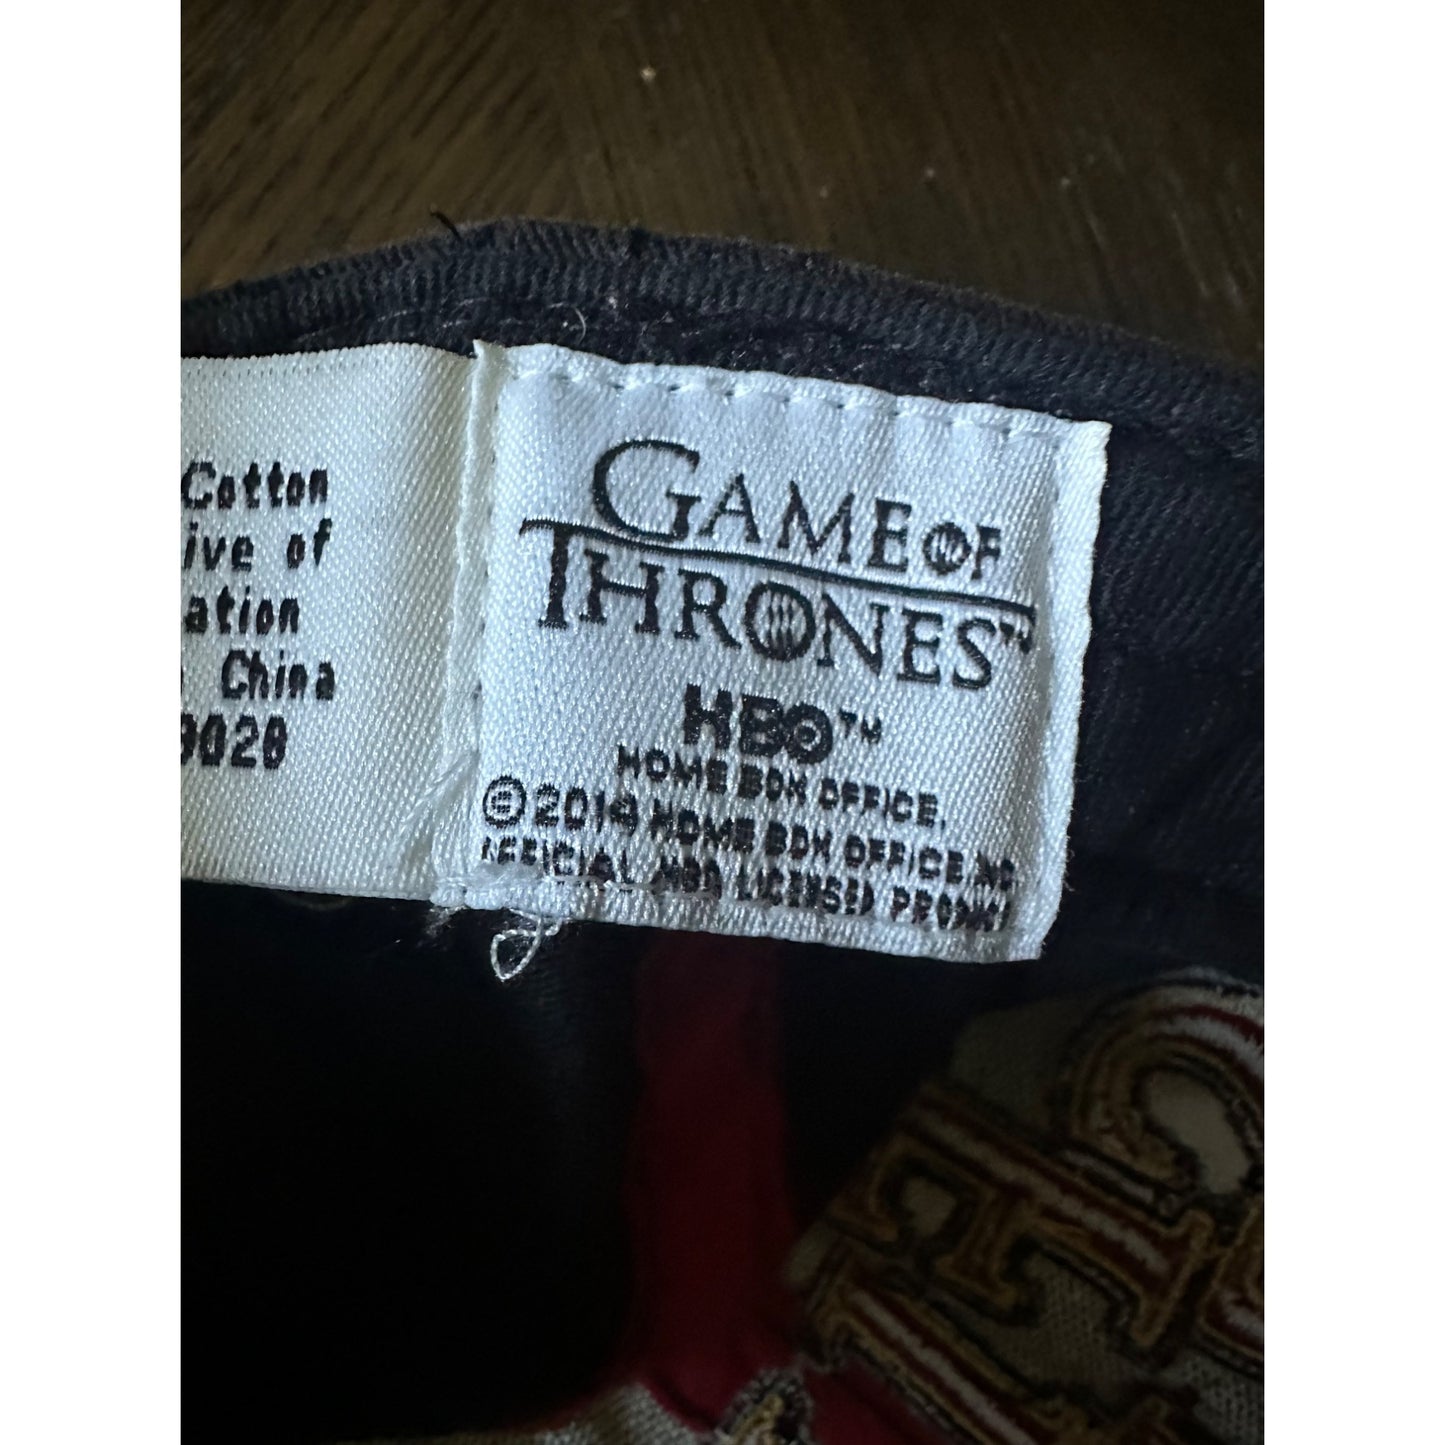 Cotton
ive of
ation
China
9028
GAME OF
THRONES™
HBO™
HOME BOX OFFICE,
©2018 HOME BOX OFFICE, INC
OFFICIAL HBO LICENSED PRODUCT